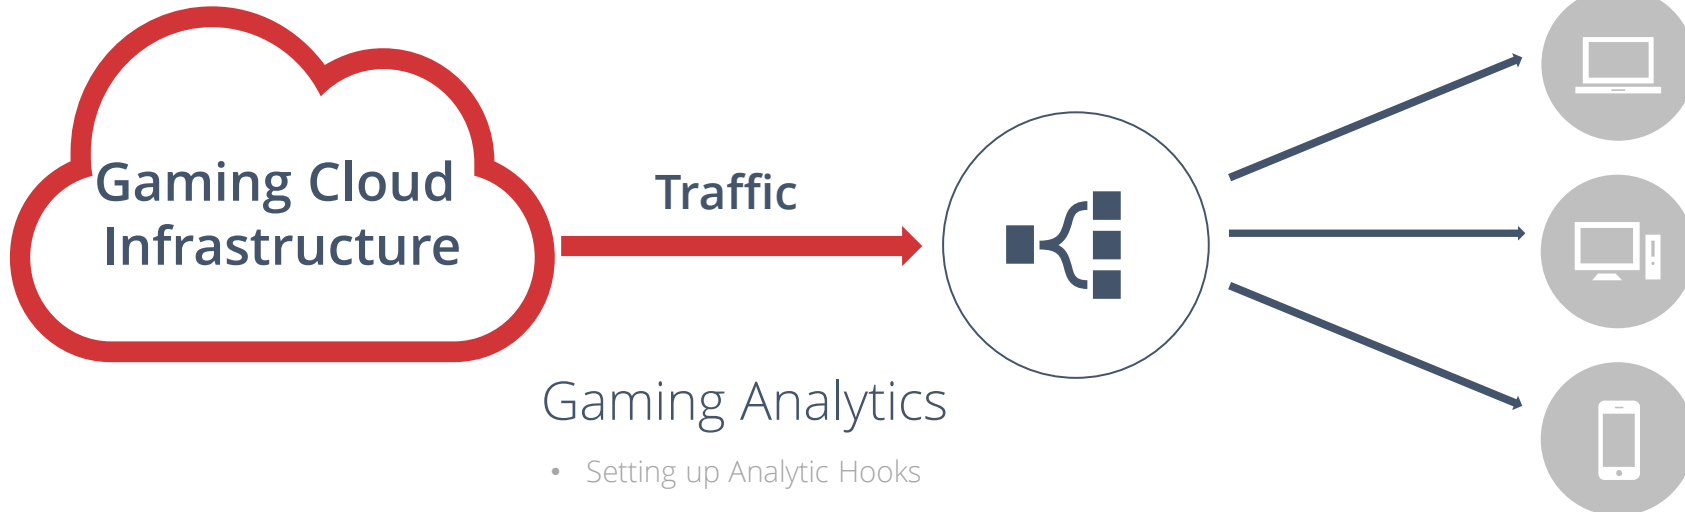 Gaming Cloud
Infrastructure
Traffic
Gaming Analytics
• Setting up Analytic Hooks